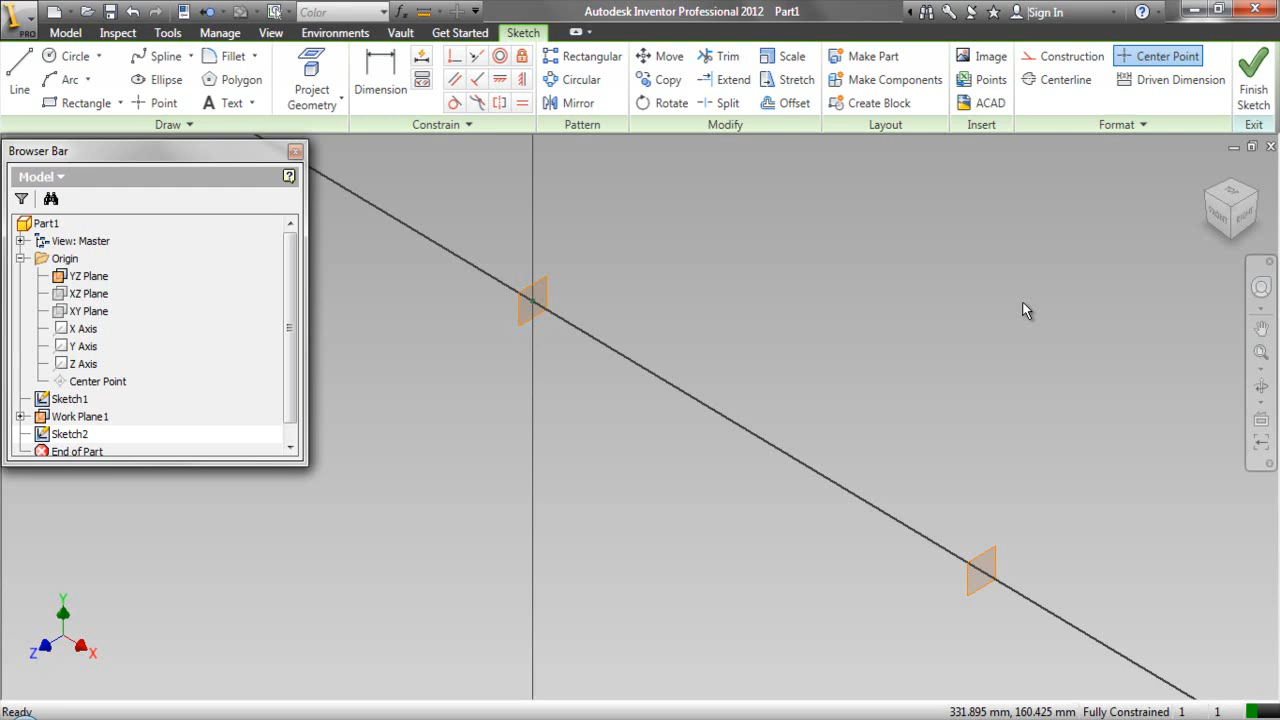 Color
Autodesk Inventor Professional 2012 Part1
Sign In
PRO
Model Inspect Tools Manage View Environments Vault Get Started Sketch
Circle Spline Fillet Rectangular Move Trim Scale Make Part Image Construction Center Point
Arc Ellipse Polygon Circular Copy Extend Stretch Make Components Points Centerline Driven Dimension
Line Project Geometry Dimension Finish Sketch
Rectangle Point Text Mirror Rotate Split Offset Create Block ACAD
Draw Constrain Pattern Modify Layout Insert Format Exit
Browser Bar
Model
Part1
View: Master
Origin
YZ Plane
XZ Plane
XY Plane
X Axis
Y Axis
Z Axis
Center Point
Sketch1
Work Plane1
Sketch2
End of Part
TOP
FRONT RIGHT
Y
Z X
Ready 331.895 mm, 160.425 mm Fully Constrained 1 1